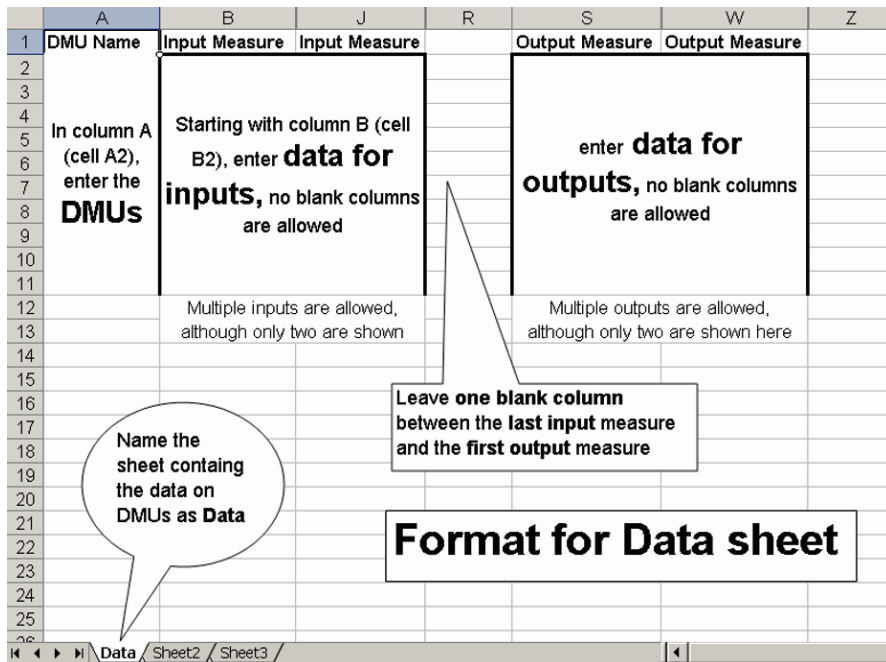 A B J R S W Z
1 DMU Name Input Measure Input Measure Output Measure Output Measure
2
3
4
5
6
7
8
9
10
11
12
13
14
15
16
17
18
19
20
21
22
23
24
25
26
In column A
(cell A2),
enter the
DMUs
Starting with column B (cell
B2), enter data for
inputs, no blank columns
are allowed
enter data for
outputs, no blank columns
are allowed
Multiple inputs are allowed,
although only two are shown
Multiple outputs are allowed,
although only two are shown here
Leave one blank column
between the last input measure
and the first output measure
Name the
sheet containg
the data on
DMUs as Data
Format for Data sheet
Data Sheet2 Sheet3